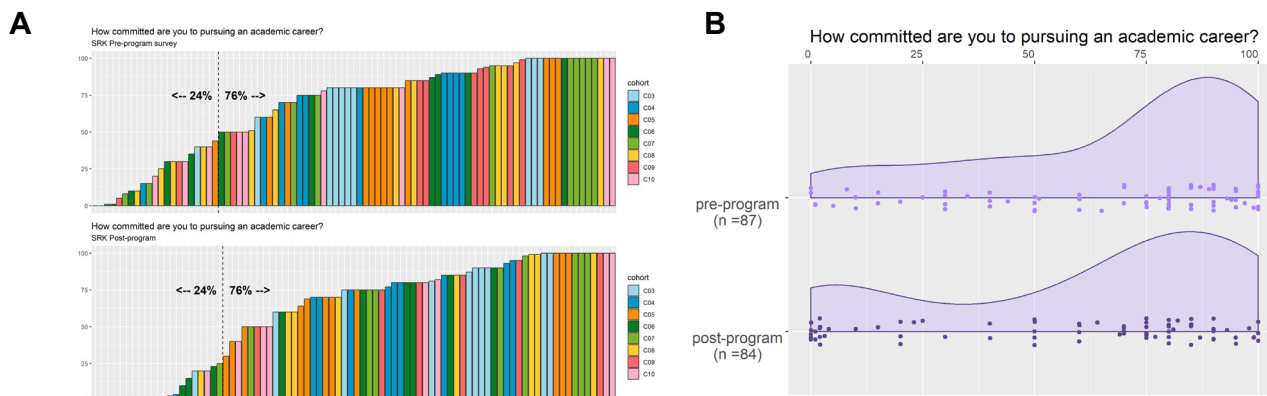 A
How committed are you to pursuing an academic career?
SRK Pre-program survey
100
75
50
25
0
<-- 24% 76% -->
cohort
C03
C04
C05
C06
C07
C08
C09
C10
How committed are you to pursuing an academic career?
SRK Post-program
100
75
50
25
<-- 24% 76% -->
cohort
C03
C04
C05
C06
C07
C08
C09
C10
B
How committed are you to pursuing an academic career?
0 25 50 75 100
pre-program
(n =87)
post-program
(n =84)